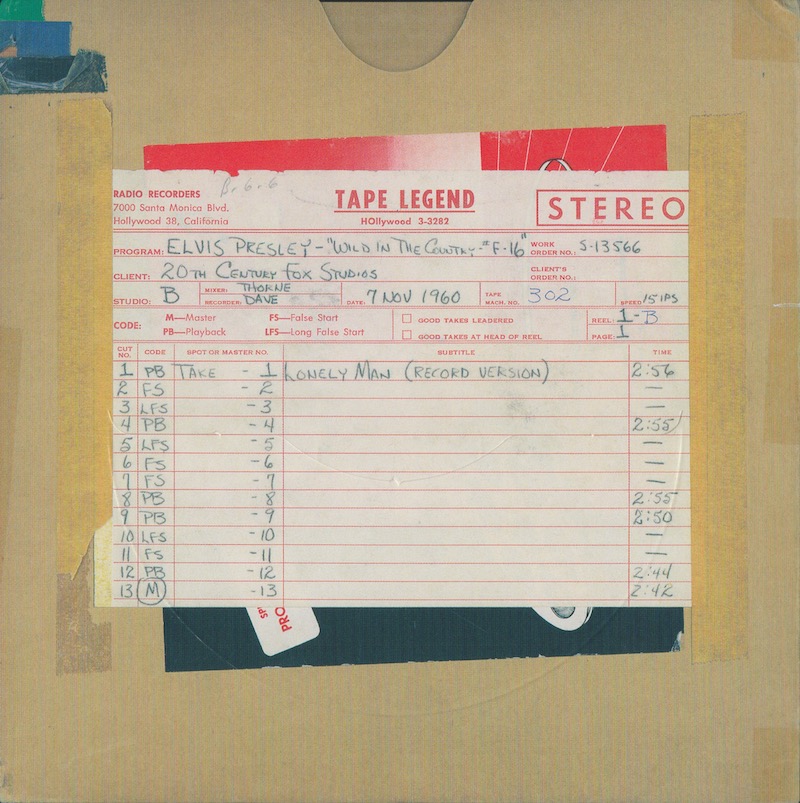 B-6-6
RADIO RECORDERS
7000 Santa Monica Blvd.
Hollywood 38, California
TAPE LEGEND
HOllywood 3-3282
STEREO
PROGRAM: ELVIS PRESLEY - "WILD IN THE COUNTRY - #F-16" WORK ORDER NO.: S-13566
CLIENT: 20TH CENTURY FOX STUDIOS CLIENT'S ORDER NO.:
STUDIO: B MIXER: THORNE RECORDER: DAVE DATE: 7 NOV 1960 TAPE MACH. NO. 302 SPEED 15 IPS
CODE: M—Master FS—False Start GOOD TAKES LEADERED REEL: 1-B
PB—Playback LFS—Long False Start GOOD TAKES AT HEAD OF REEL PAGE: 1
CUT NO. CODE SPOT OR MASTER NO. SUBTITLE TIME
1 PB TAKE - 1 LONELY MAN (RECORD VERSION) 2:56
2 FS - 2 —
3 LFS - 3 —
4 PB - 4 2:55
5 LFS - 5 —
6 FS - 6 —
7 FS - 7 —
8 PB - 8 2:55
9 PB - 9 2:50
10 LFS - 10 —
11 FS - 11 —
12 PB - 12 2:44
13 M - 13 2:42
PRO